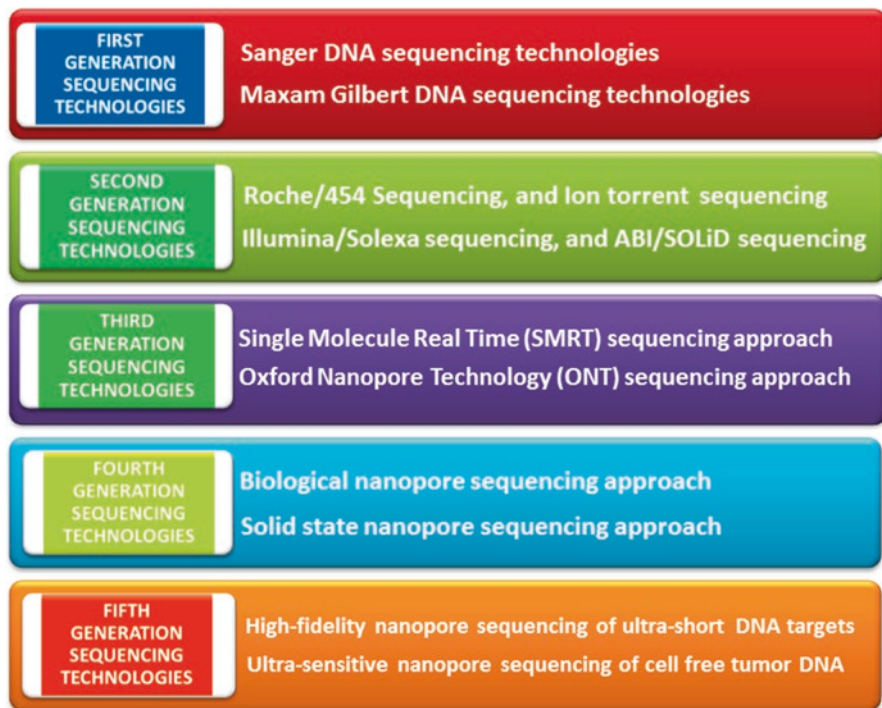 FIRST
GENERATION
SEQUENCING
TECHNOLOGIES
Sanger DNA sequencing technologies
Maxam Gilbert DNA sequencing technologies
SECOND
GENERATION
SEQUENCING
TECHNOLOGIES
Roche/454 Sequencing, and Ion torrent sequencing
Illumina/Solexa sequencing, and ABI/SOLiD sequencing
THIRD
GENERATION
SEQUENCING
TECHNOLOGIES
Single Molecule Real Time (SMRT) sequencing approach
Oxford Nanopore Technology (ONT) sequencing approach
FOURTH
GENERATION
SEQUENCING
TECHNOLOGIES
Biological nanopore sequencing approach
Solid state nanopore sequencing approach
FIFTH
GENERATION
SEQUENCING
TECHNOLOGIES
High-fidelity nanopore sequencing of ultra-short DNA targets
Ultra-sensitive nanopore sequencing of cell free tumor DNA